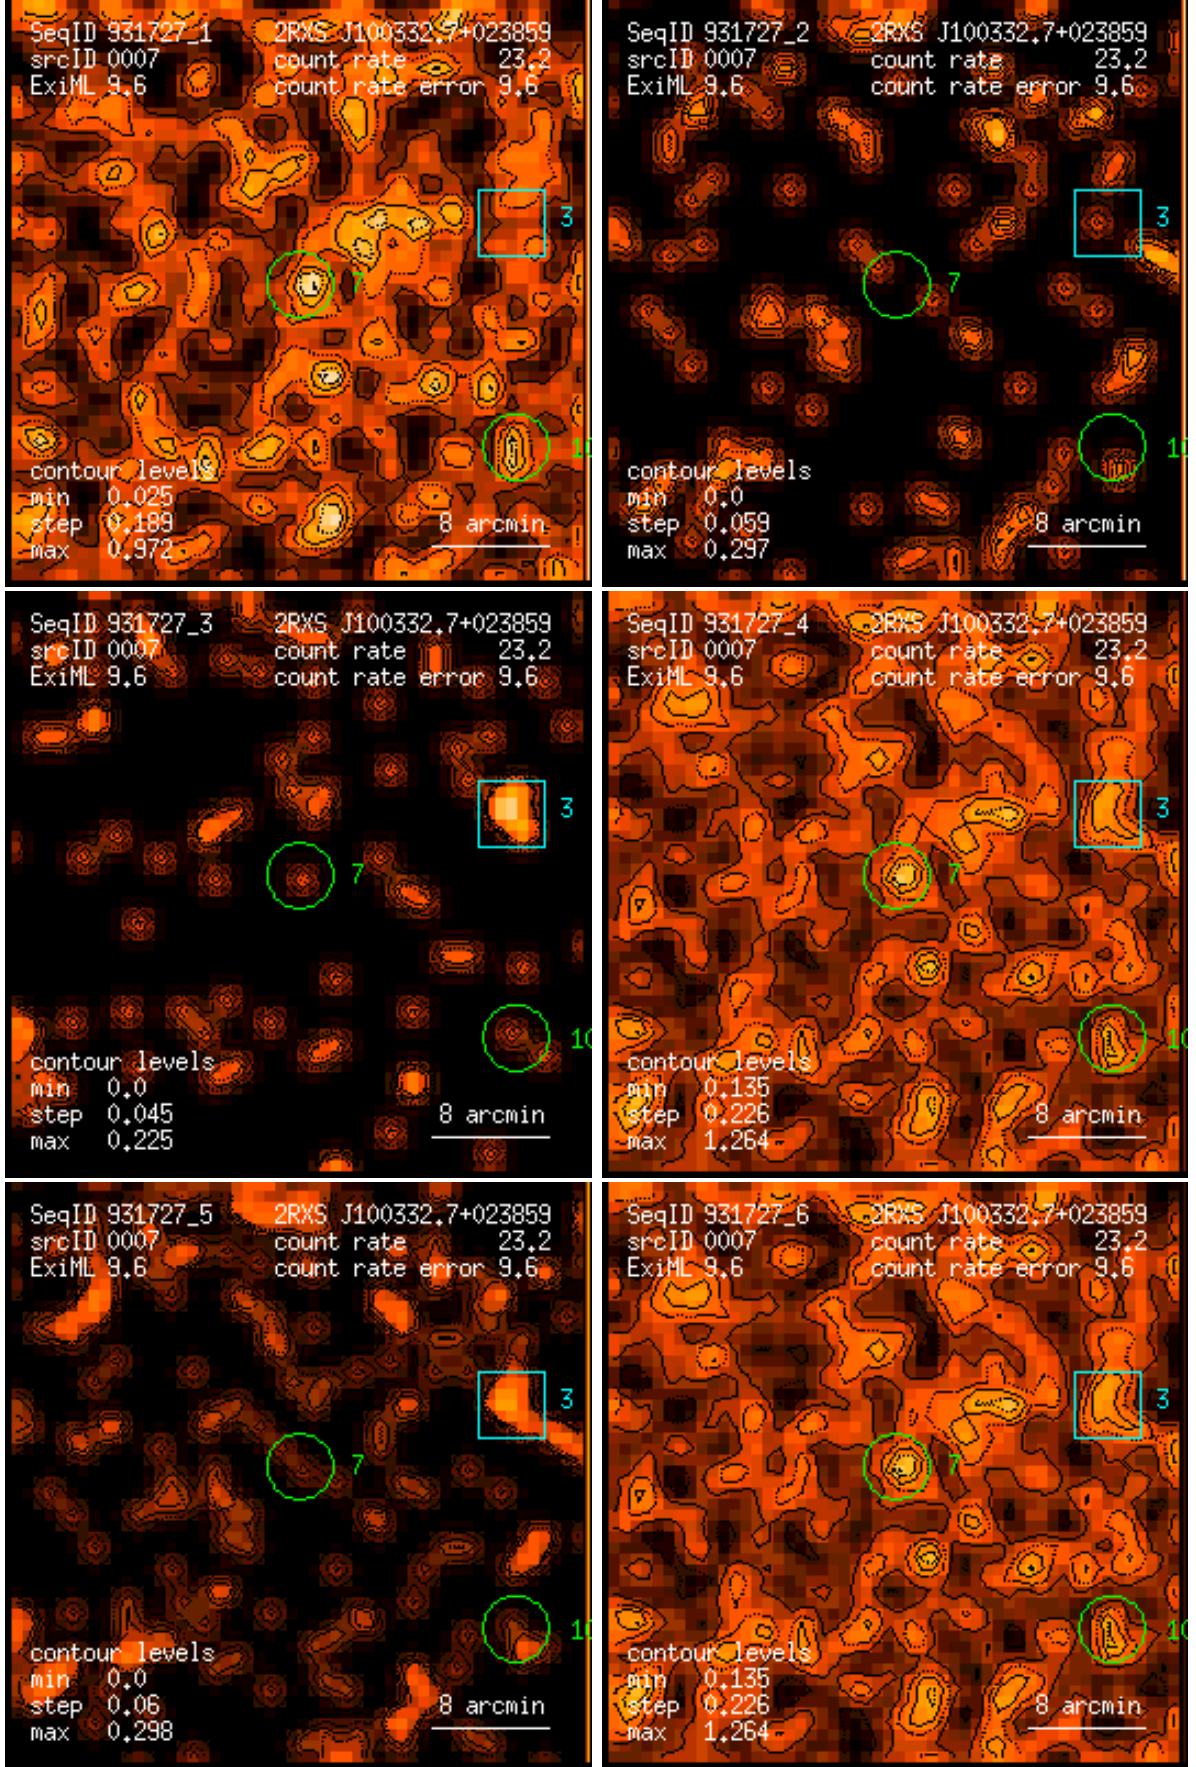 SeqID 931727_1 2RXS J100332.7+023859
srcID 0007 count rate 23.2
ExiML 9.6 count rate error 9.6
3
7
10
contour levels
min 0.025
step 0.189
max 0.972
8 arcmin
SeqID 931727_2 2RXS J100332.7+023859
srcID 0007 count rate 23.2
ExiML 9.6 count rate error 9.6
3
7
10
contour levels
min 0.0
step 0.059
max 0.297
8 arcmin
SeqID 931727_3 2RXS J100332.7+023859
srcID 0007 count rate 23.2
ExiML 9.6 count rate error 9.6
3
7
10
contour levels
min 0.0
step 0.045
max 0.225
8 arcmin
SeqID 931727_4 2RXS J100332.7+023859
srcID 0007 count rate 23.2
ExiML 9.6 count rate error 9.6
3
7
10
contour levels
min 0.135
step 0.226
max 1.264
8 arcmin
SeqID 931727_5 2RXS J100332.7+023859
srcID 0007 count rate 23.2
ExiML 9.6 count rate error 9.6
3
7
10
contour levels
min 0.0
step 0.06
max 0.298
8 arcmin
SeqID 931727_6 2RXS J100332.7+023859
srcID 0007 count rate 23.2
ExiML 9.6 count rate error 9.6
3
7
10
contour levels
min 0.135
step 0.226
max 1.264
8 arcmin